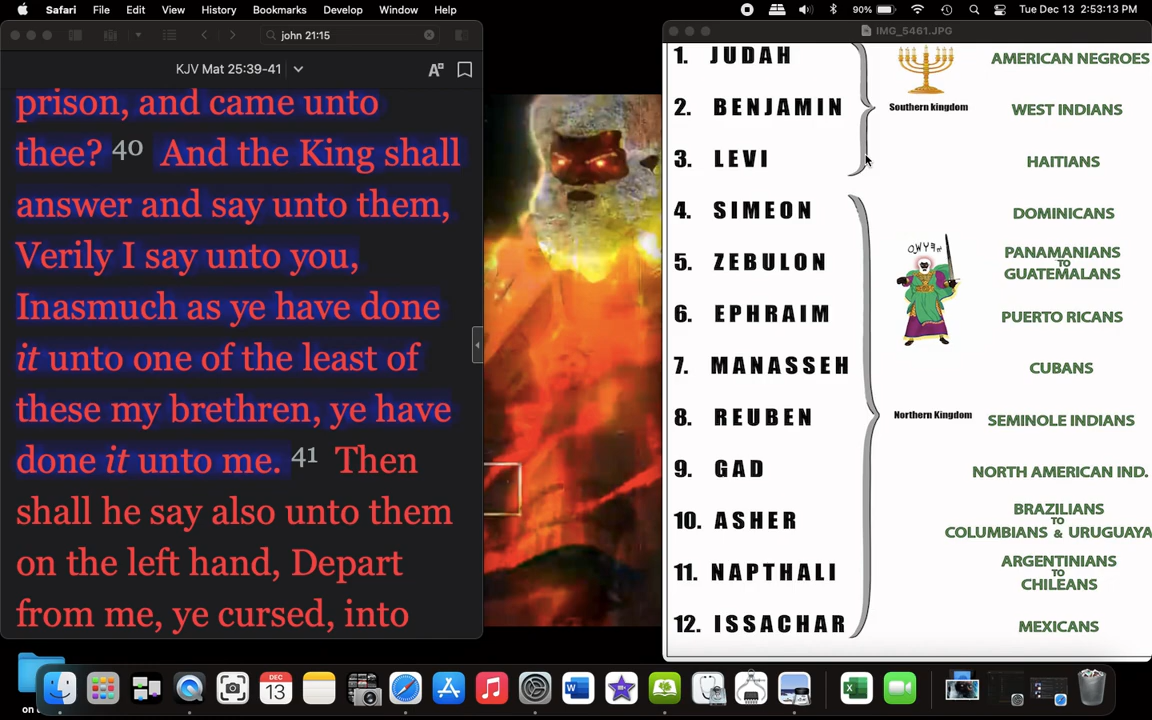 Safari File Edit View History Bookmarks Develop Window Help 90% Tue Dec 13 2:53:13 PM
john 21:15
KJV Mat 25:39-41
prison, and came unto
thee? 40 And the King shall
answer and say unto them,
Verily I say unto you,
Inasmuch as ye have done
it unto one of the least of
these my brethren, ye have
done it unto me. 41 Then
shall he say also unto them
on the left hand, Depart
from me, ye cursed, into
IMG_5461.JPG
1. JUDAH
2. BENJAMIN
3. LEVI
4. SIMEON
5. ZEBULON
6. EPHRAIM
7. MANASSEH
8. REUBEN
9. GAD
10. ASHER
11. NAPTHALI
12. ISSACHAR
Southern kingdom
Northern Kingdom
AMERICAN NEGROES
WEST INDIANS
HAITIANS
DOMINICANS
PANAMANIANS
TO
GUATEMALANS
PUERTO RICANS
CUBANS
SEMINOLE INDIANS
NORTH AMERICAN IND.
BRAZILIANS
TO
COLUMBIANS & URUGUAYA
ARGENTINIANS
TO
CHILEANS
MEXICANS
on
DEC
13